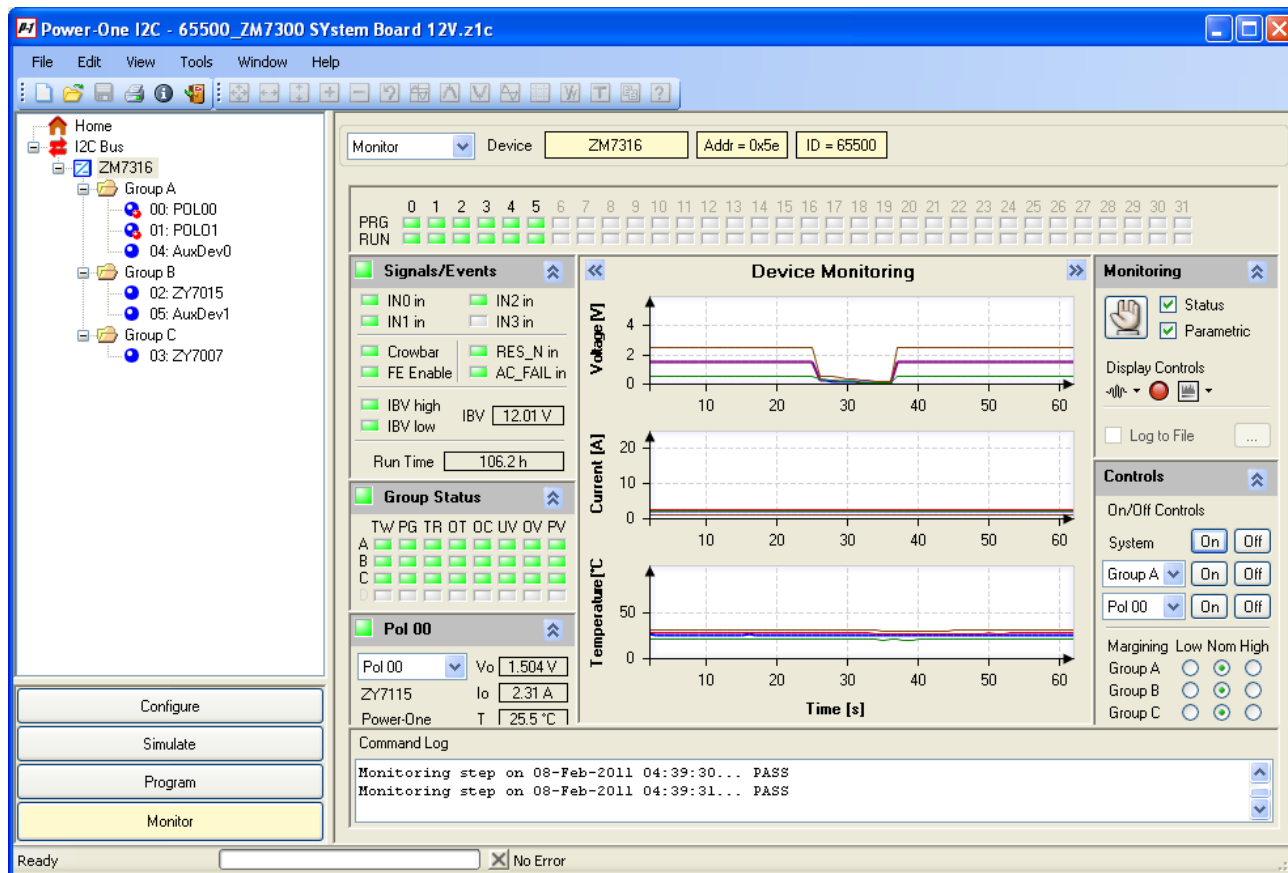 Power-One I2C - 65500_ZM7300 SYstem Board 12V.z1c
File Edit View Tools Window Help
Home
I2C Bus
ZM7316
Group A
00: POL00
01: POL01
04: AuxDev0
Group B
02: ZY7015
05: AuxDev1
Group C
03: ZY7007
Configure
Simulate
Program
Monitor
Monitor Device ZM7316 Addr = 0x5e ID = 65500
0 1 2 3 4 5 6 7 8 9 10 11 12 13 14 15 16 17 18 19 20 21 22 23 24 25 26 27 28 29 30 31
PRG
RUN
Signals/Events
IN0 in IN2 in
IN1 in IN3 in
Crowbar RES_N in
FE Enable AC_FAIL in
IBV high
IBV 12.01 V
IBV low
Run Time 106.2 h
Group Status
TW PG TR OT OC UV OV PV
A
B
C
D
Pol 00
Pol 00 Vo 1.504 V
ZY7115 Io 2.31 A
Power-One T 25.5 °C
Device Monitoring
Voltage [V]
4
2
0
10 20 30 40 50 60
Current [A]
20
10
0
10 20 30 40 50 60
Temperature[°C
50
0
10 20 30 40 50 60
Time [s]
Monitoring
Status
Parametric
Display Controls
Log to File ...
Controls
On/Off Controls
System On Off
Group A On Off
Pol 00 On Off
Margining Low Nom High
Group A
Group B
Group C
Command Log
Monitoring step on 08-Feb-2011 04:39:30... PASS
Monitoring step on 08-Feb-2011 04:39:31... PASS
Ready No Error